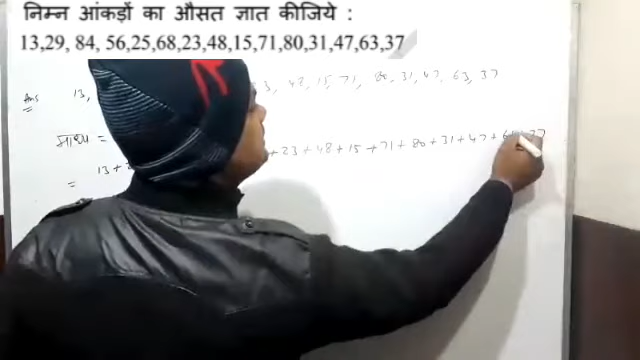 निम्न आंकड़ों का औसत ज्ञात कीजिये :
13,29, 84, 56,25,68,23,48,15,71,80,31,47,63,37
Ans 13, 3, 48, 15, 71, 80, 31, 47, 63, 37
माध्य =
13 + 2 + 23 + 48 + 15 + 71 + 80 + 31 + 47 +
=